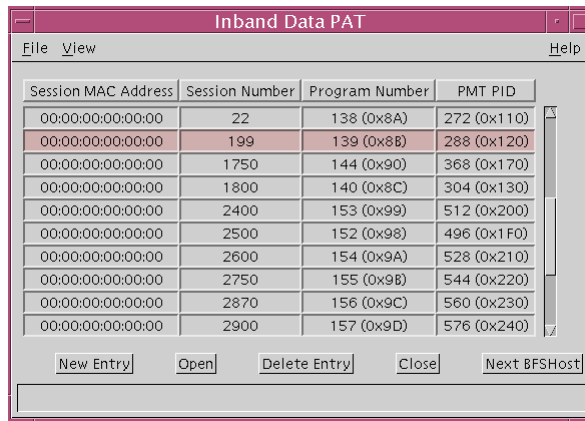 Inband Data PAT
File View Help
Session MAC Address Session Number Program Number PMT PID
00:00:00:00:00:00 22 138 (0x8A) 272 (0x110)
00:00:00:00:00:00 199 139 (0x8B) 288 (0x120)
00:00:00:00:00:00 1750 144 (0x90) 368 (0x170)
00:00:00:00:00:00 1800 140 (0x8C) 304 (0x130)
00:00:00:00:00:00 2400 153 (0x99) 512 (0x200)
00:00:00:00:00:00 2500 152 (0x98) 496 (0x1F0)
00:00:00:00:00:00 2600 154 (0x9A) 528 (0x210)
00:00:00:00:00:00 2750 155 (0x9B) 544 (0x220)
00:00:00:00:00:00 2870 156 (0x9C) 560 (0x230)
00:00:00:00:00:00 2900 157 (0x9D) 576 (0x240)
New Entry Open Delete Entry Close Next BFSHost